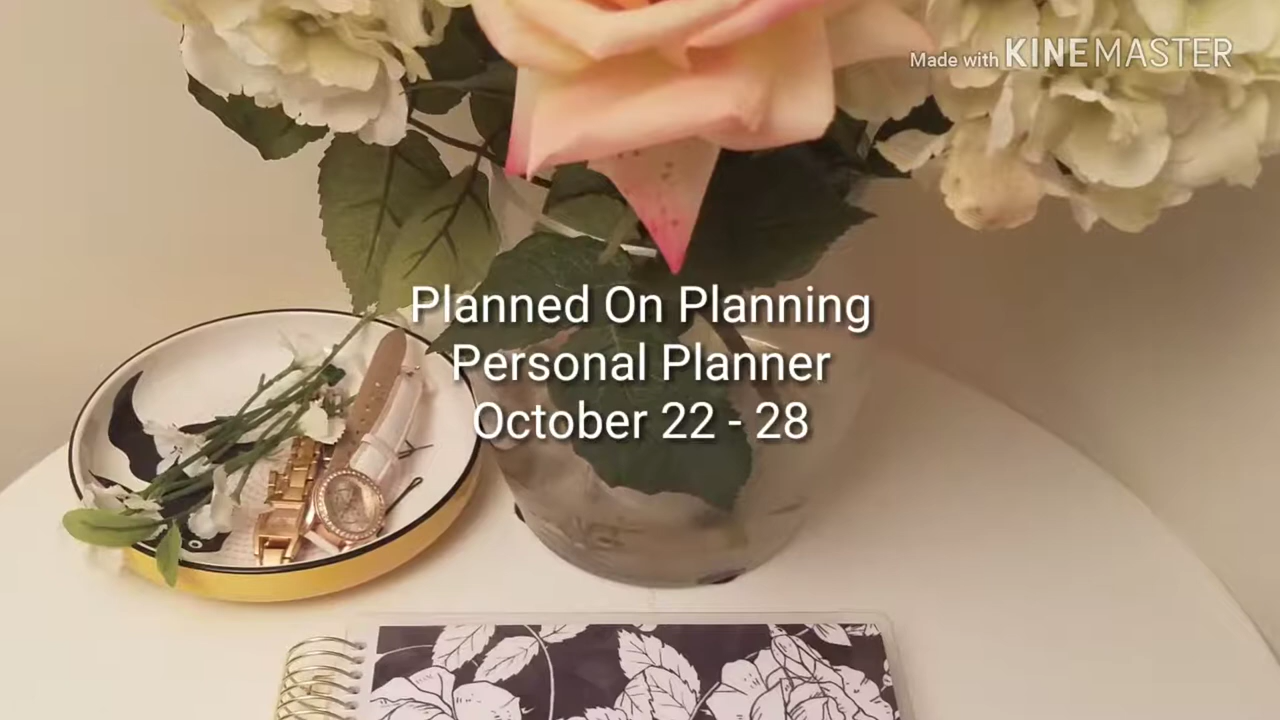 Made with KINEMASTER
Planned On Planning
Personal Planner
October 22 - 28